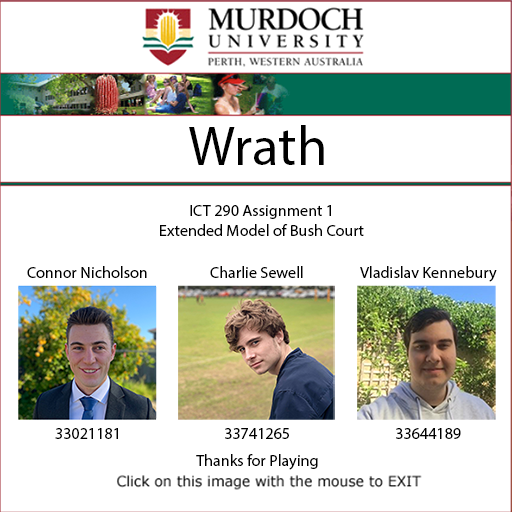 MURDOCH
UNIVERSITY
PERTH, WESTERN AUSTRALIA
Wrath
ICT 290 Assignment 1
Extended Model of Bush Court
Connor Nicholson Charlie Sewell Vladislav Kennebury
33021181 33741265 33644189
Thanks for Playing
Click on this image with the mouse to EXIT